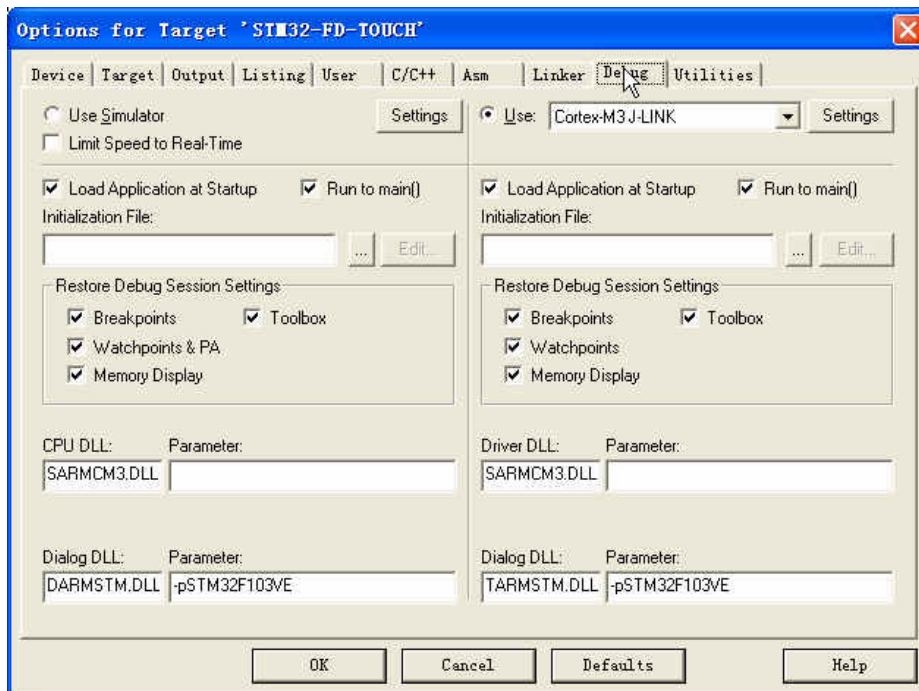 Options for Target 'STM32-FD-TOUCH'
Device Target Output Listing User C/C++ Asm Linker Debug Utilities
Use Simulator Settings
Limit Speed to Real-Time
Use: Cortex-M3 J-LINK Settings
Load Application at Startup Run to main()
Initialization File:
... Edit...
Restore Debug Session Settings
Breakpoints Toolbox
Watchpoints & PA
Memory Display
CPU DLL: Parameter:
SARMCM3.DLL
Dialog DLL: Parameter:
DARMSTM.DLL -pSTM32F103VE
Load Application at Startup Run to main()
Initialization File:
... Edit...
Restore Debug Session Settings
Breakpoints Toolbox
Watchpoints
Memory Display
Driver DLL: Parameter:
SARMCM3.DLL
Dialog DLL: Parameter:
TARMSTM.DLL -pSTM32F103VE
OK Cancel Defaults Help